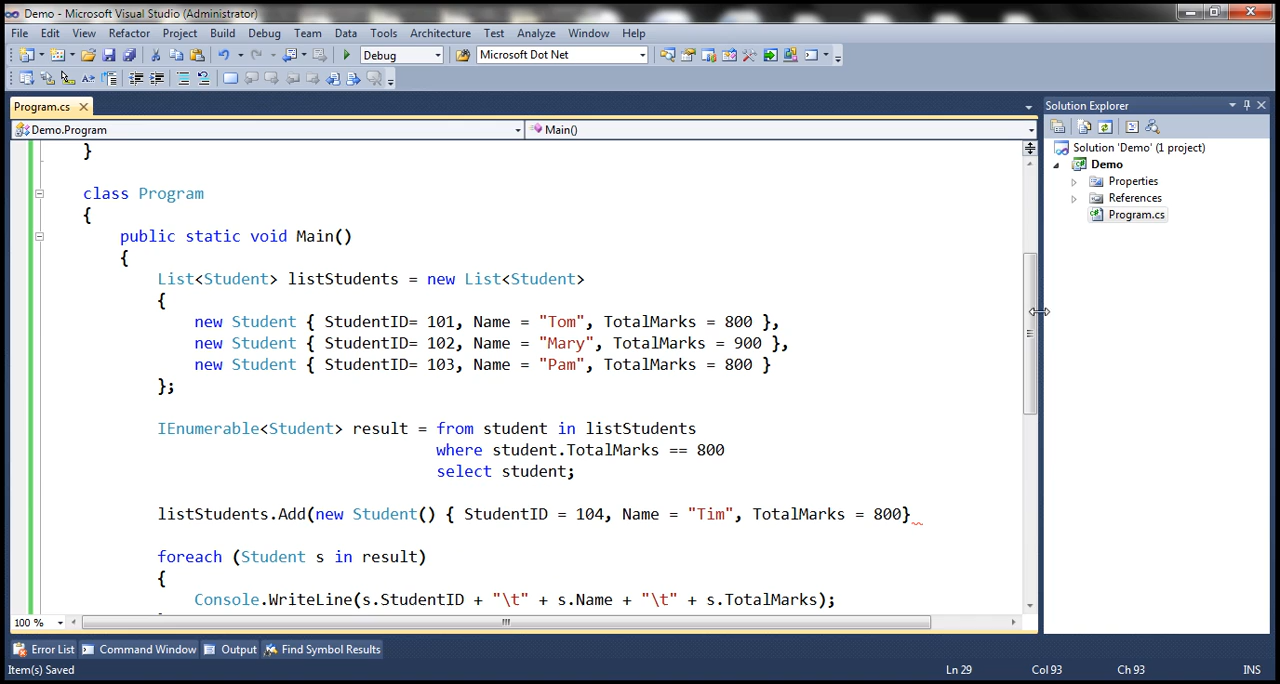 Demo - Microsoft Visual Studio (Administrator)
File Edit View Refactor Project Build Debug Team Data Tools Architecture Test Analyze Window Help
Debug Microsoft Dot Net
Program.cs
Solution Explorer
Demo.Program Main()
Solution 'Demo' (1 project)
Demo
Properties
References
Program.cs
}
class Program
{
public static void Main()
{
List<Student> listStudents = new List<Student>
{
new Student { StudentID= 101, Name = "Tom", TotalMarks = 800 },
new Student { StudentID= 102, Name = "Mary", TotalMarks = 900 },
new Student { StudentID= 103, Name = "Pam", TotalMarks = 800 }
};
IEnumerable<Student> result = from student in listStudents
where student.TotalMarks == 800
select student;
listStudents.Add(new Student() { StudentID = 104, Name = "Tim", TotalMarks = 800}
foreach (Student s in result)
{
Console.WriteLine(s.StudentID + "\t" + s.Name + "\t" + s.TotalMarks);
100 %
Error List Command Window Output Find Symbol Results
Item(s) Saved Ln 29 Col 93 Ch 93 INS